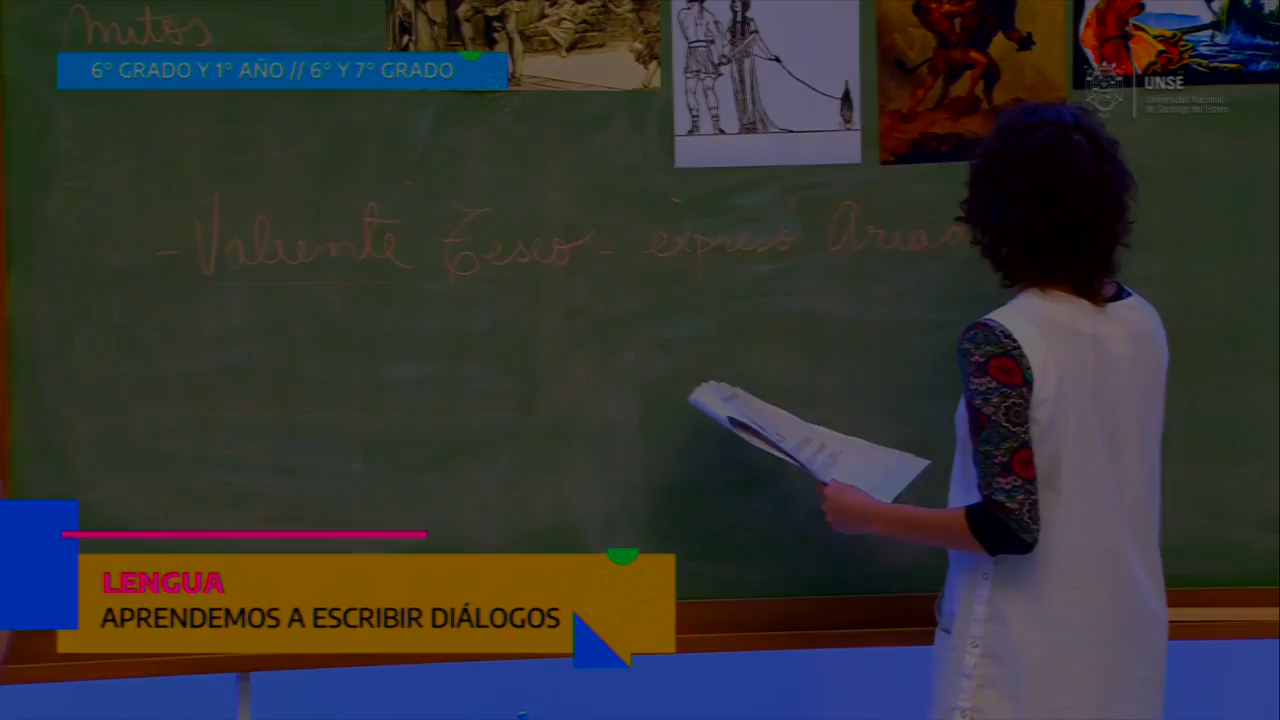 mitos
6° GRADO Y 1° AÑO // 6° Y 7° GRADO
UNSE
Universidad Nacional
de Santiago del Estero
- Valiente Teseo - expresó Arian
LENGUA
APRENDEMOS A ESCRIBIR DIÁLOGOS